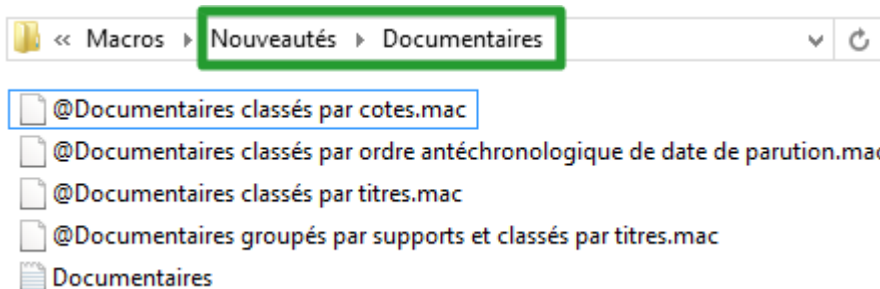 « Macros ▸ Nouveautés ▸ Documentaires
@Documentaires classés par cotes.mac
@Documentaires classés par ordre antéchronologique de date de parution.mac
@Documentaires classés par titres.mac
@Documentaires groupés par supports et classés par titres.mac
Documentaires